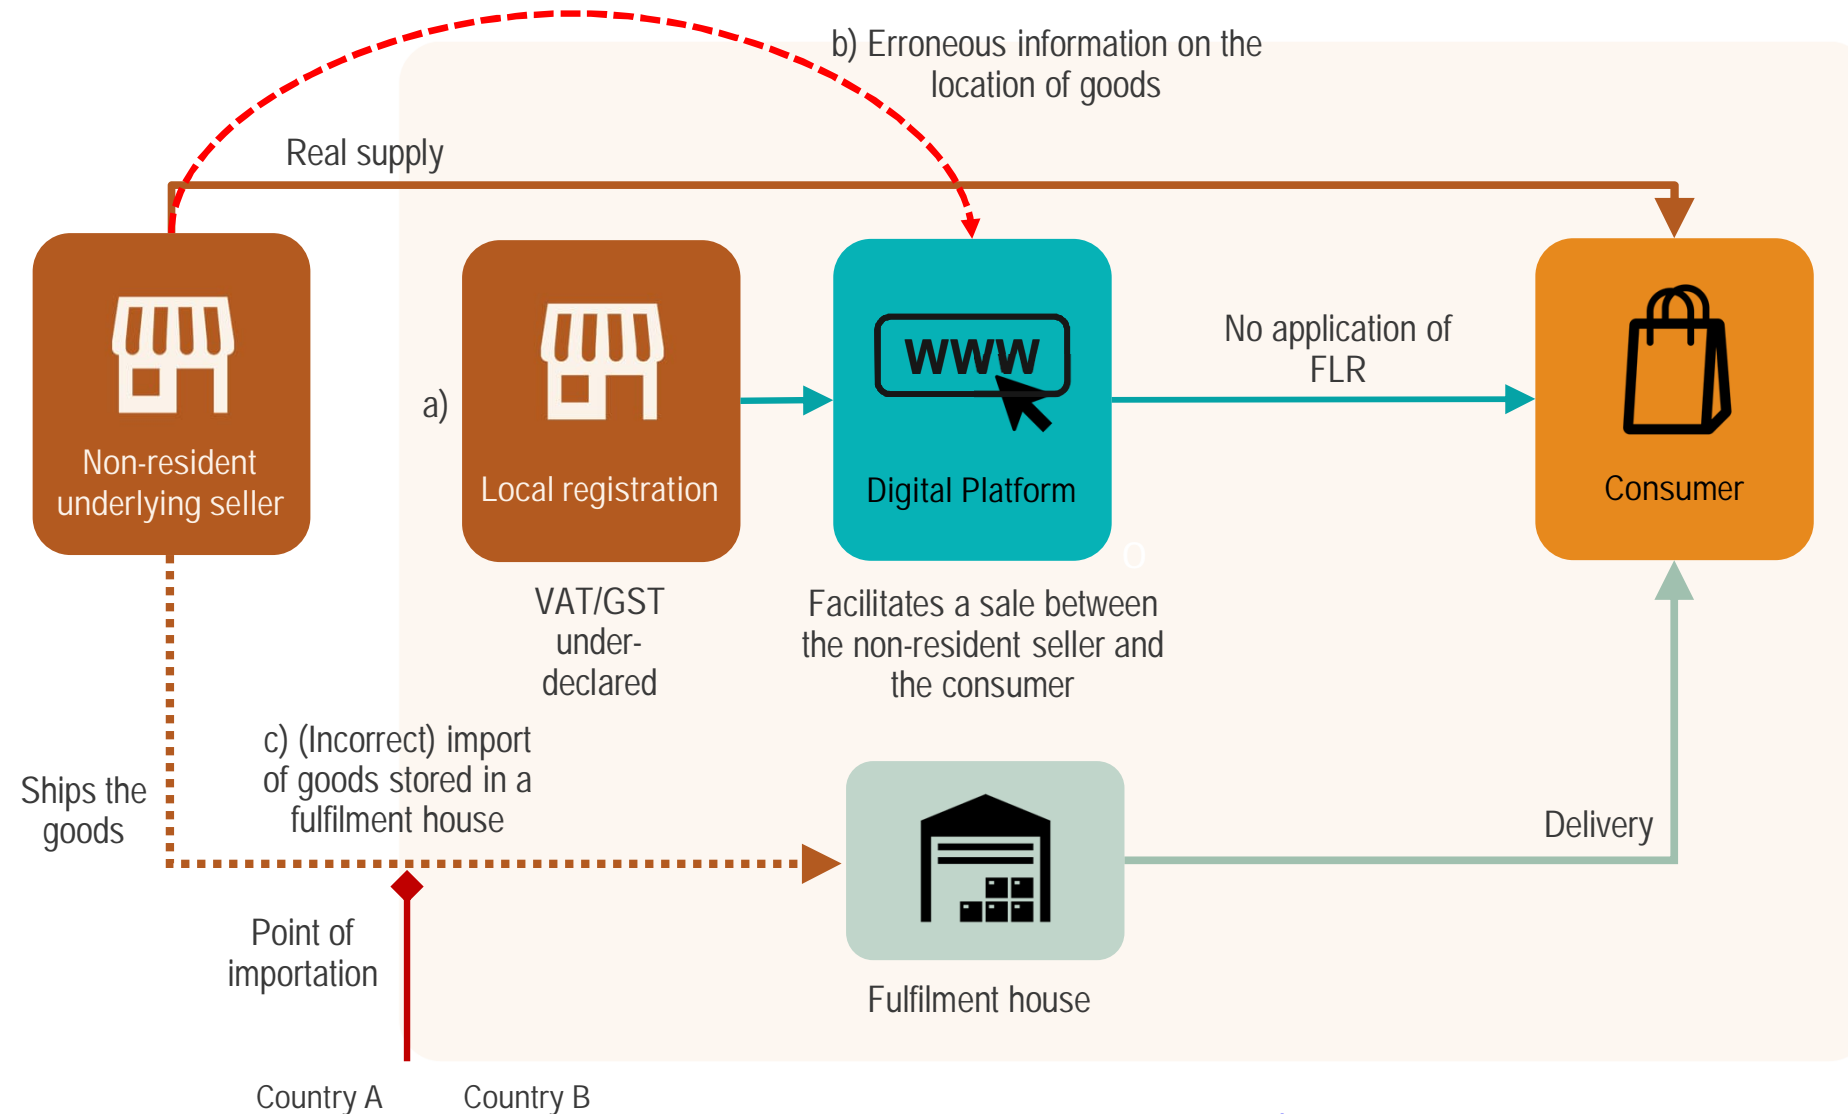 b) Erroneous information on the
location of goods
Real supply
No application of
FLR
a)
www
Non-resident
underlying seller
Local registration
Digital Platform
Consumer
O
VAT/GST
under-
declared
Facilitates a sale between
the non-resident seller and
the consumer
c) (Incorrect) import
of goods stored in a
fulfilment house
Ships the
goods
Delivery
Point of
importation
Fulfilment house
Country A
Country B